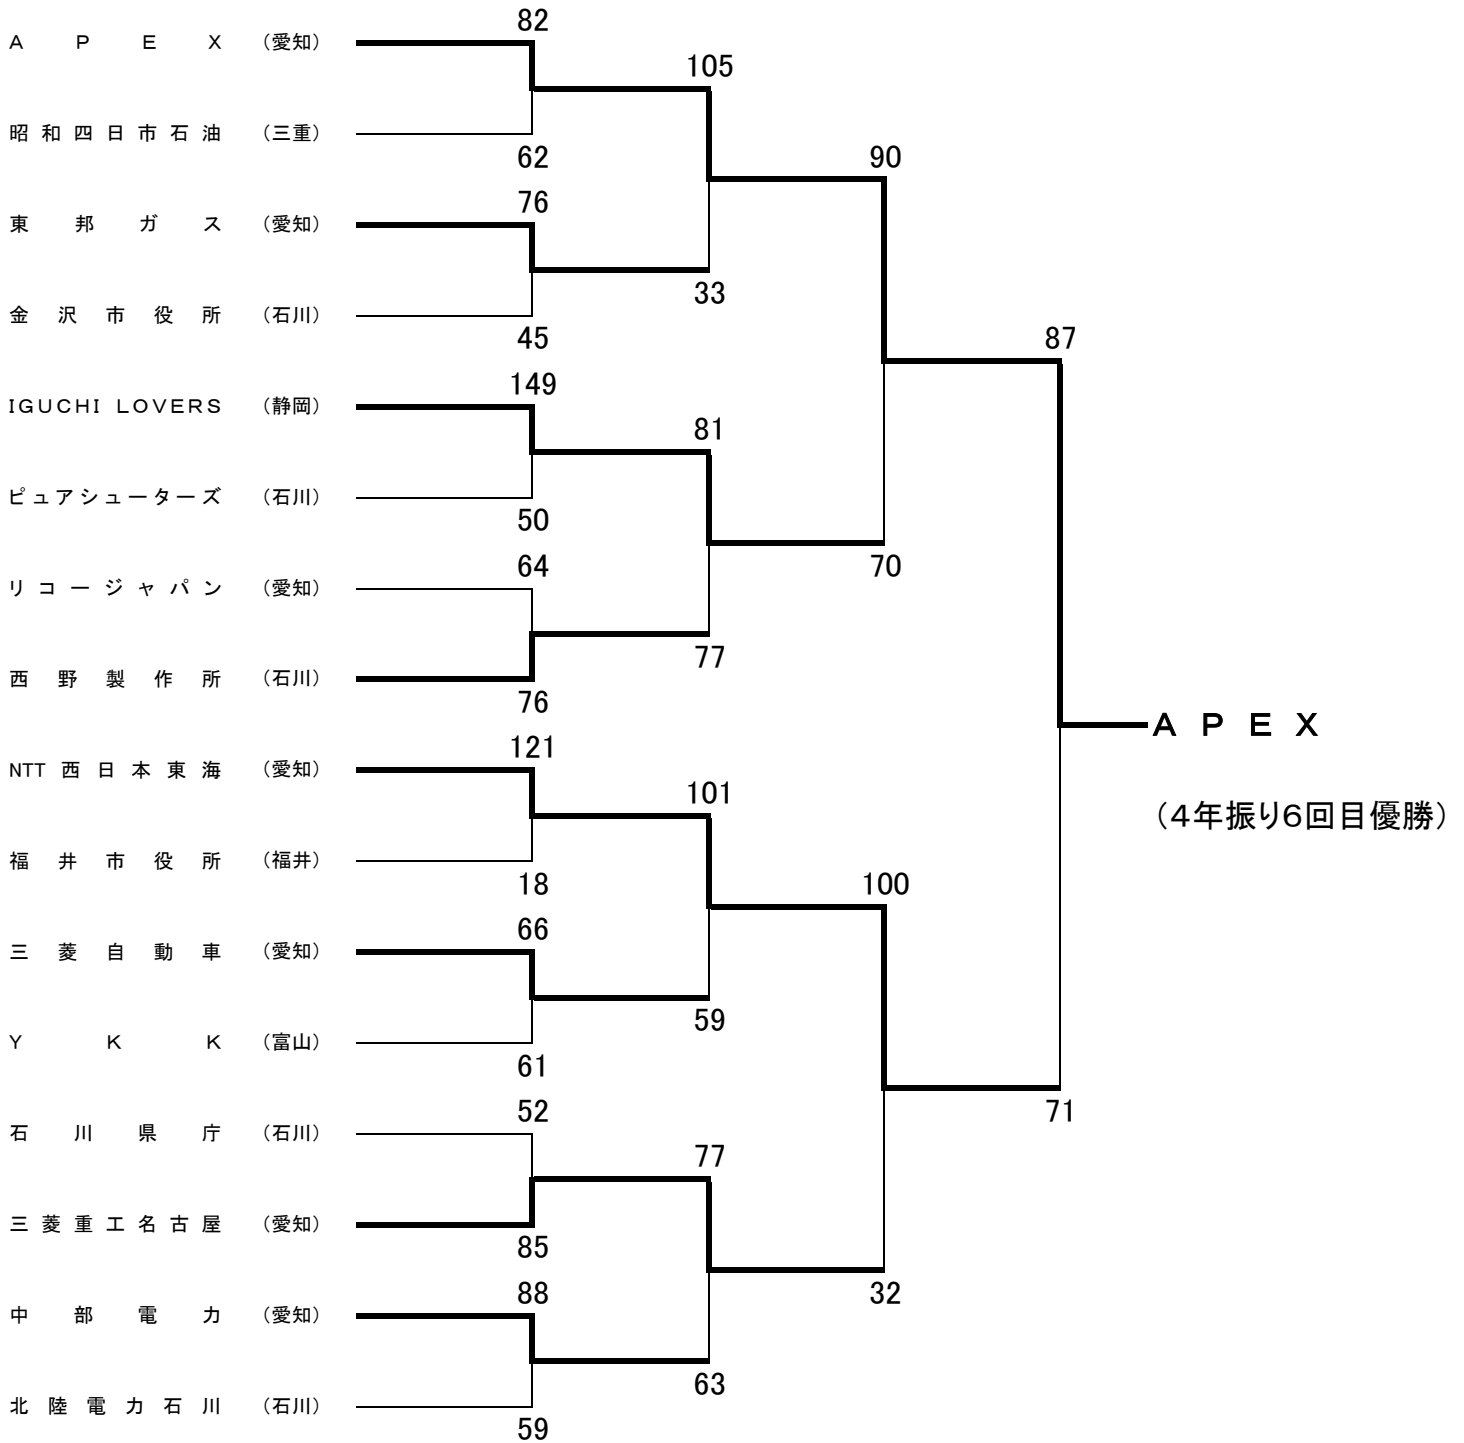 82
ＡＰＥＸ （愛知）
105
昭和四日市石油 （三重）
62
90
76
東邦ガス （愛知）
33
金沢市役所 （石川）
45
87
149
IGUCHI LOVERS （静岡）
81
ピュアシューターズ （石川）
50
64
70
リコージャパン （愛知）
77
西野製作所 （石川）
76
ＡＰＥＸ
121
NTT西日本東海 （愛知）
101
（４年振り６回目優勝）
福井市役所 （福井）
18
100
66
三菱自動車 （愛知）
59
ＹＫＫ （富山）
61
52
71
石川県庁 （石川）
77
三菱重工名古屋 （愛知）
85
88
32
中部電力 （愛知）
63
北陸電力石川 （石川）
59